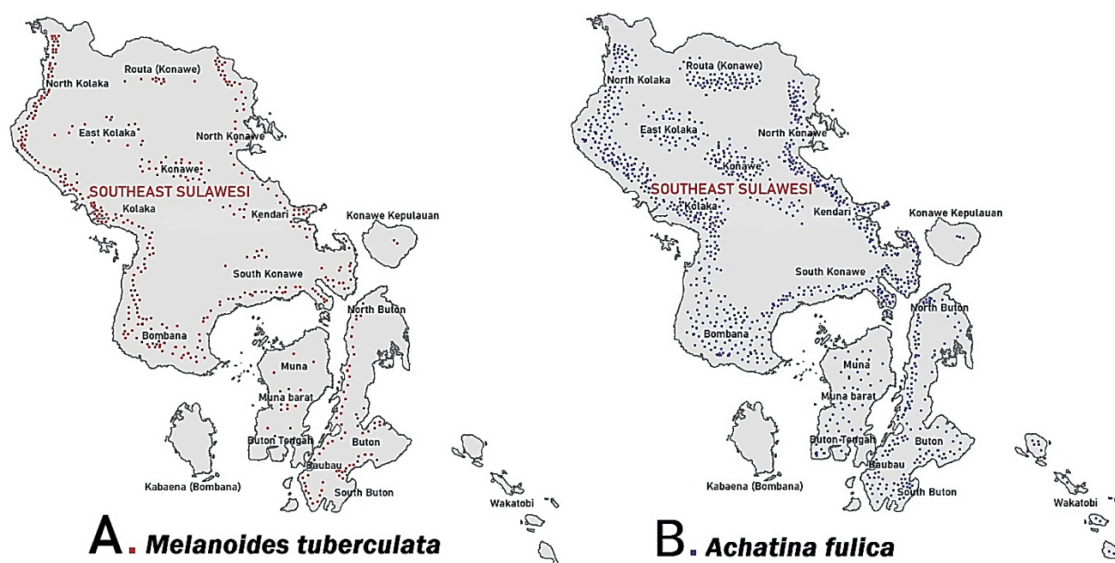 North Kolaka
Routa (Konawe)
East Kolaka
North Konawe
Konawe
SOUTHEAST SULAWESI
Kolaka
Kendari
Konawe Kepulauan
South Konawe
North Buton
Bombana
Muna
Muna barat
Buton Tengah
Buton
Baubau
South Buton
Kabaena (Bombana)
Wakatobi
A. Melanoides tuberculata
North Kolaka
Routa (Konawe)
East Kolaka
North Konawe
Konawe
SOUTHEAST SULAWESI
Kolaka
Kendari
Konawe Kepulauan
South Konawe
North Buton
Bombana
Muna
Muna barat
Buton Tengah
Buton
Baubau
South Buton
Kabaena (Bombana)
Wakatobi
B. Achatina fulica